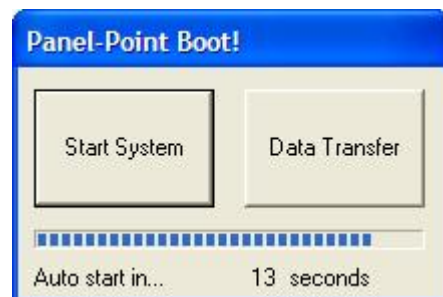 Panel-Point Boot!
Start System Data Transfer
Auto start in... 13 seconds